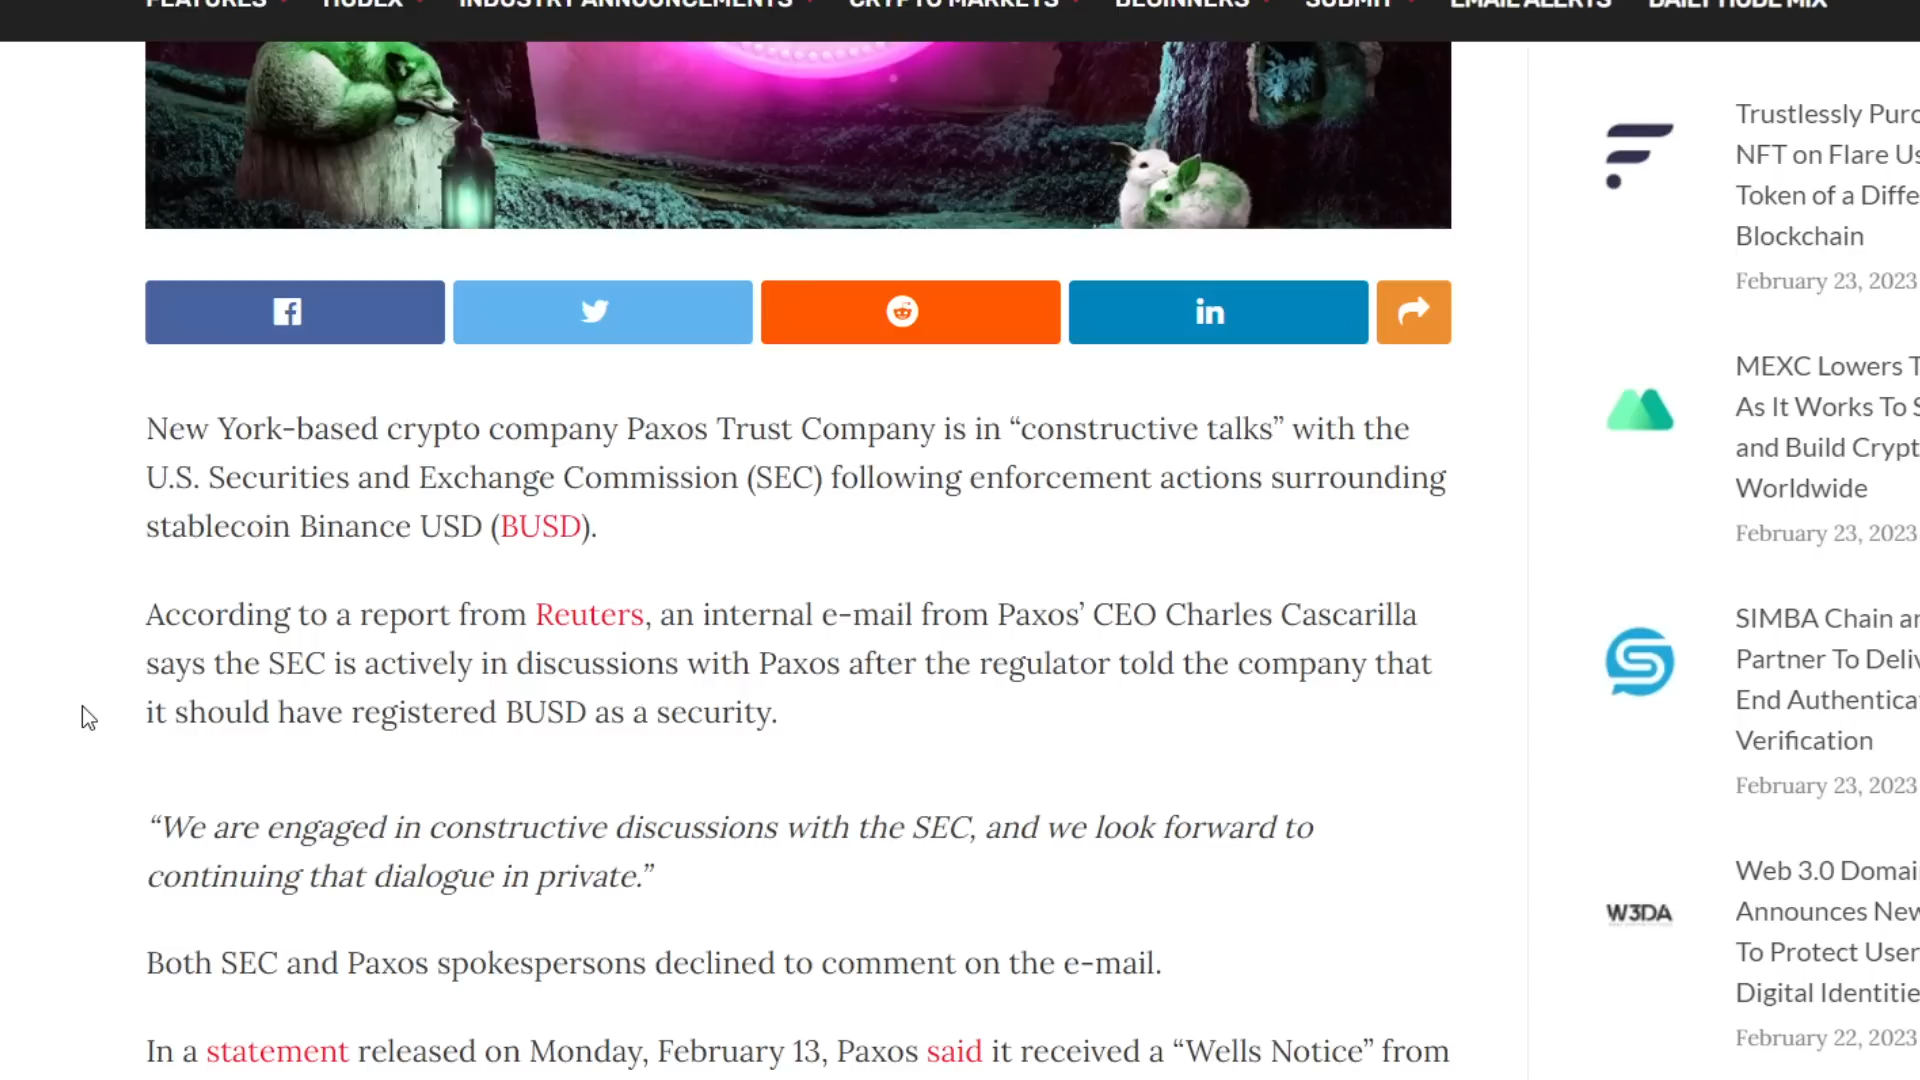 FEATURES HODLX INDUSTRY ANNOUNCEMENTS CRYPTO MARKETS BEGINNERS SUBMIT EMAIL ALERTS DAILY HODL MIX
New York-based crypto company Paxos Trust Company is in “constructive talks” with the
U.S. Securities and Exchange Commission (SEC) following enforcement actions surrounding
stablecoin Binance USD (BUSD).
According to a report from Reuters, an internal e-mail from Paxos’ CEO Charles Cascarilla
says the SEC is actively in discussions with Paxos after the regulator told the company that
it should have registered BUSD as a security.
“We are engaged in constructive discussions with the SEC, and we look forward to
continuing that dialogue in private.”
Both SEC and Paxos spokespersons declined to comment on the e-mail.
In a statement released on Monday, February 13, Paxos said it received a “Wells Notice” from
Trustlessly Purc
NFT on Flare Us
Token of a Diffe
Blockchain
February 23, 2023
MEXC Lowers T
As It Works To S
and Build Crypt
Worldwide
February 23, 2023
SIMBA Chain an
Partner To Deliv
End Authentica
Verification
February 23, 2023
W3DA
Web 3.0 Domai
Announces New
To Protect User
Digital Identitie
February 22, 2023